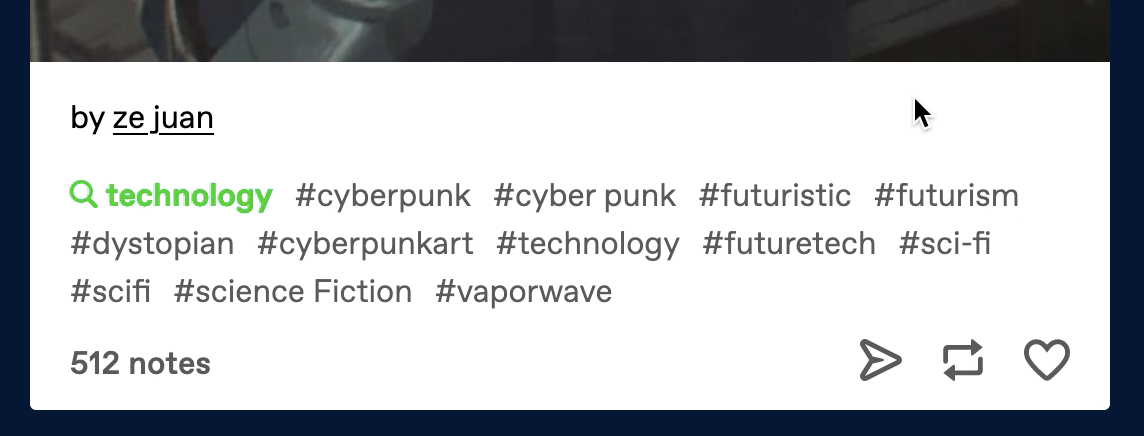 by ze juan
technology #cyberpunk #cyber punk #futuristic #futurism
#dystopian #cyberpunkart #technology #futuretech #sci-fi
#scifi #science Fiction #vaporwave
512 notes